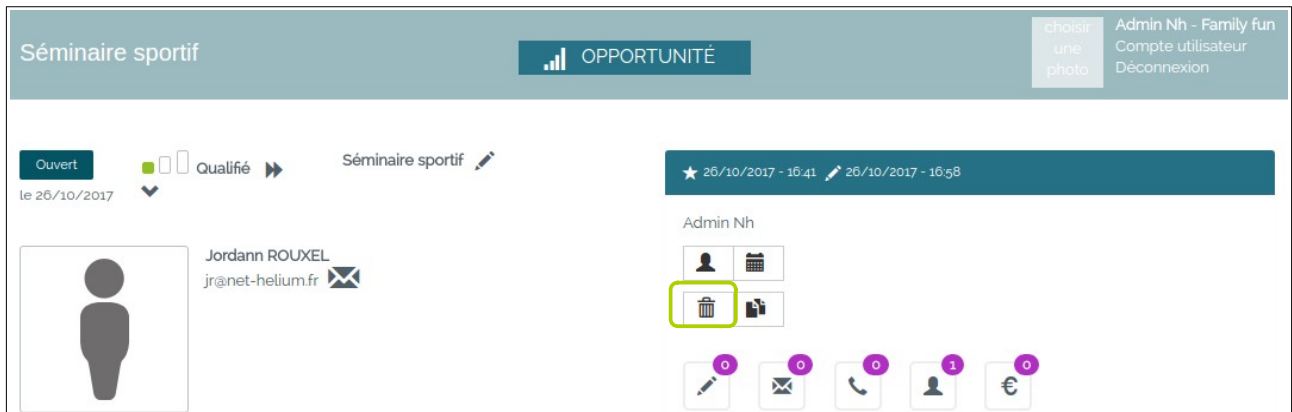 Séminaire sportif
OPPORTUNITÉ
choisir
une
photo
Admin Nh - Family fun
Compte utilisateur
Déconnexion
Ouvert
le 26/10/2017
Qualifié
Séminaire sportif
26/10/2017 - 16:41 26/10/2017 - 16:58
Admin Nh
Jordann ROUXEL
jr@net-helium.fr
0 0 0 1 0
€